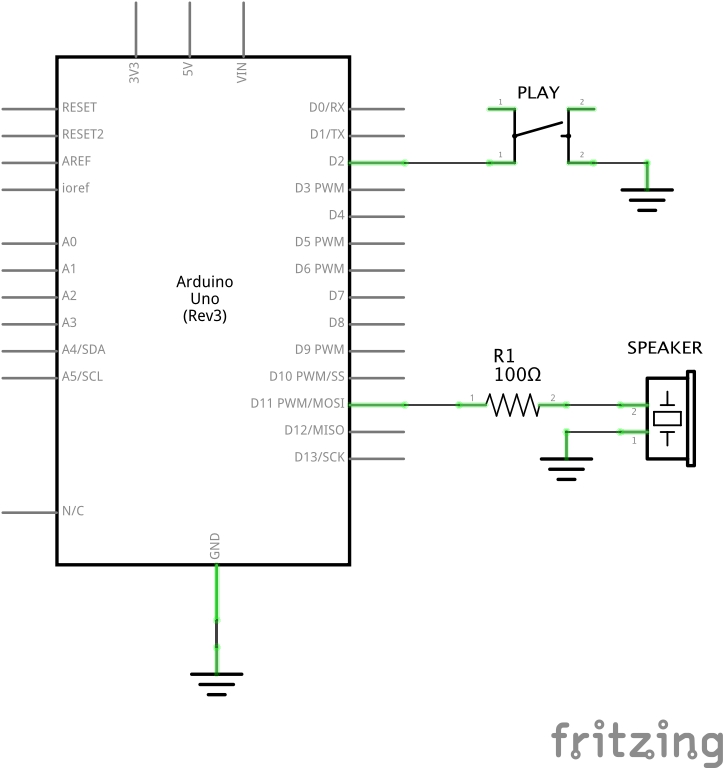 3V3
5V
VIN
RESET
RESET2
AREF
ioref
A0
A1
A2
A3
A4/SDA
A5/SCL
N/C
Arduino
Uno
(Rev3)
D0/RX
D1/TX
D2
D3 PWM
D4
D5 PWM
D6 PWM
D7
D8
D9 PWM
D10 PWM/SS
D11 PWM/MOSI
D12/MISO
D13/SCK
GND
PLAY
1
2
1
2
R1
100Ω
1
2
SPEAKER
2
1
fritzing